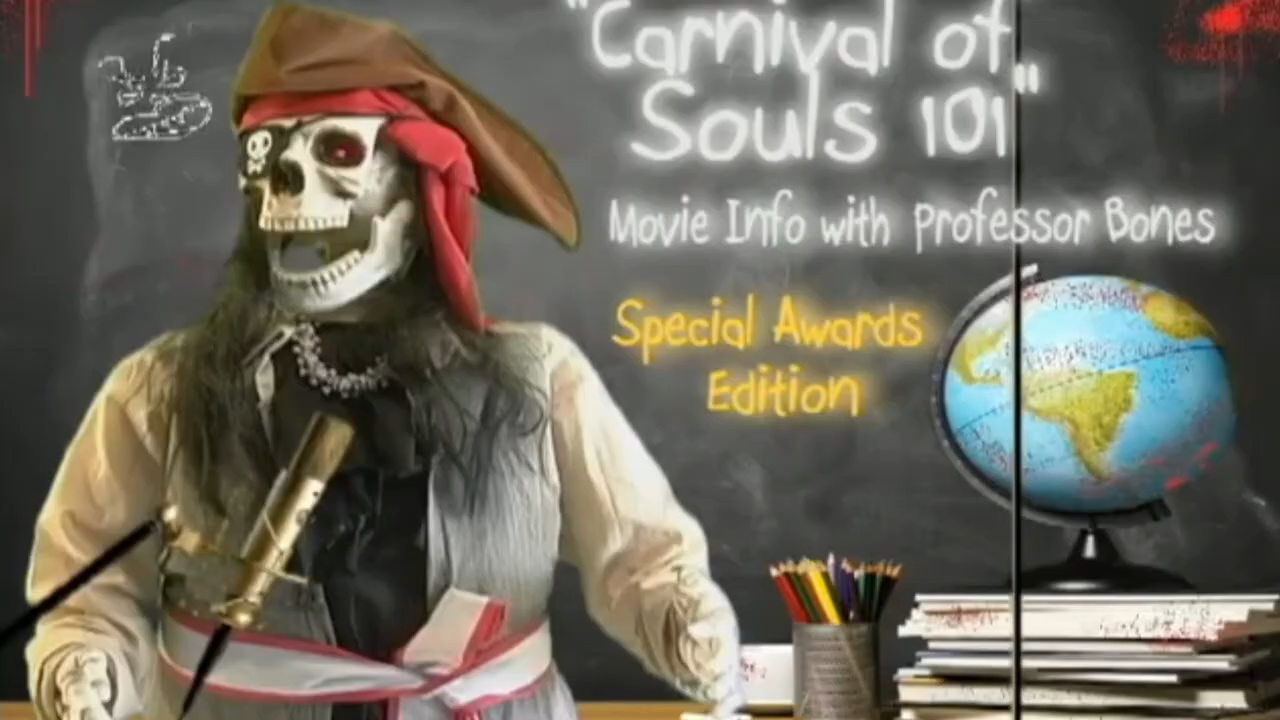 "Carnival of
Souls 101"
Movie Info with Professor Bones
Special Awards
Edition